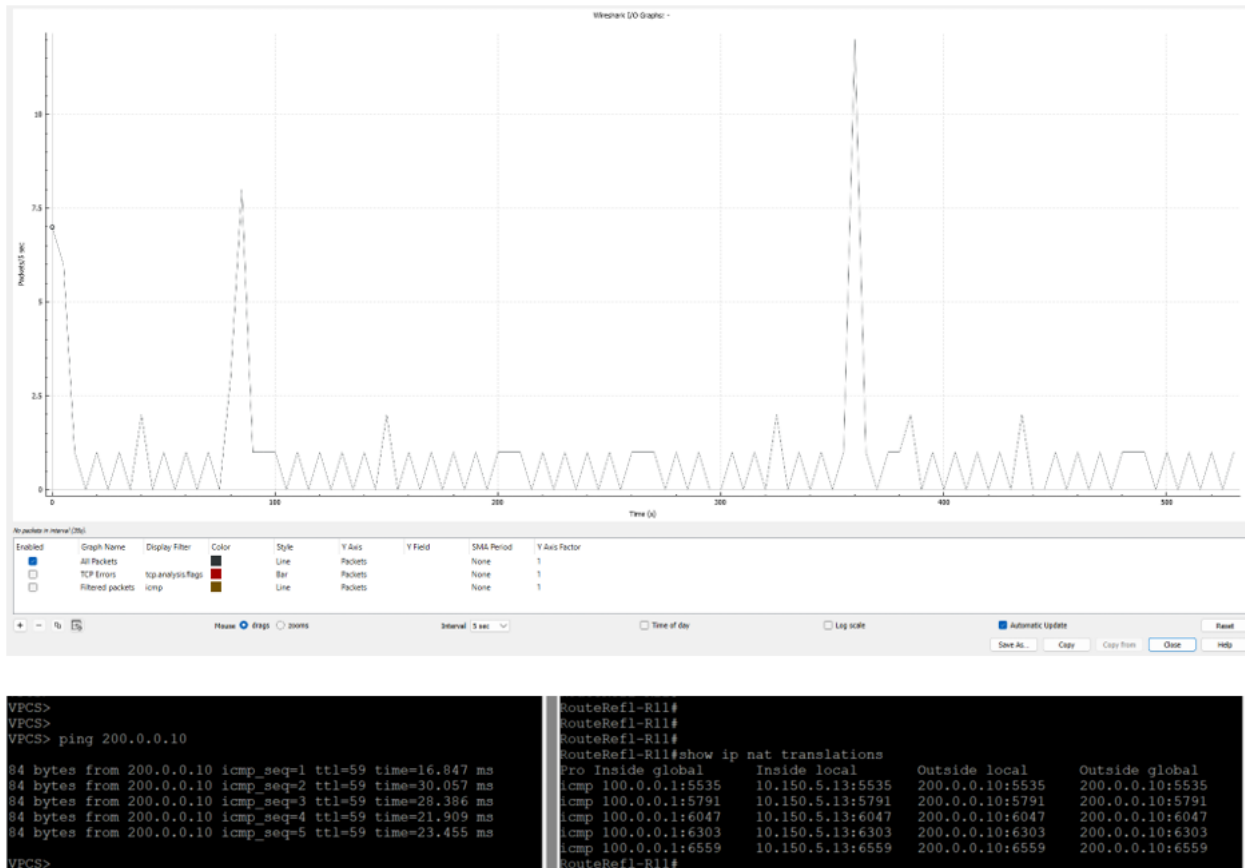 Wireshark I/O Graphs: -
10
7.5
5
2.5
0
Packets/5 sec
0 100 200 300 400 500
Time (s)
No packets in interval (20s).
Enabled Graph Name Display Filter Color Style Y Axis Y Field SMA Period Y Axis Factor
All Packets Line Packets None 1
TCP Errors tcp.analysis.flags Bar Packets None 1
Filtered packets icmp Line Packets None 1
Mouse drags zooms Interval 5 sec Time of day Log scale Automatic Update Reset
Save As... Copy Copy from Close Help
VPCS>
VPCS>
VPCS> ping 200.0.0.10
84 bytes from 200.0.0.10 icmp_seq=1 ttl=59 time=16.847 ms
84 bytes from 200.0.0.10 icmp_seq=2 ttl=59 time=30.057 ms
84 bytes from 200.0.0.10 icmp_seq=3 ttl=59 time=28.386 ms
84 bytes from 200.0.0.10 icmp_seq=4 ttl=59 time=21.909 ms
84 bytes from 200.0.0.10 icmp_seq=5 ttl=59 time=23.455 ms
VPCS>
RouteRefl-R11#
RouteRefl-R11#
RouteRefl-R11#
RouteRefl-R11#show ip nat translations
Pro Inside global Inside local Outside local Outside global
icmp 100.0.0.1:5535 10.150.5.13:5535 200.0.0.10:5535 200.0.0.10:5535
icmp 100.0.0.1:5791 10.150.5.13:5791 200.0.0.10:5791 200.0.0.10:5791
icmp 100.0.0.1:6047 10.150.5.13:6047 200.0.0.10:6047 200.0.0.10:6047
icmp 100.0.0.1:6303 10.150.5.13:6303 200.0.0.10:6303 200.0.0.10:6303
icmp 100.0.0.1:6559 10.150.5.13:6559 200.0.0.10:6559 200.0.0.10:6559
RouteRefl-R11#